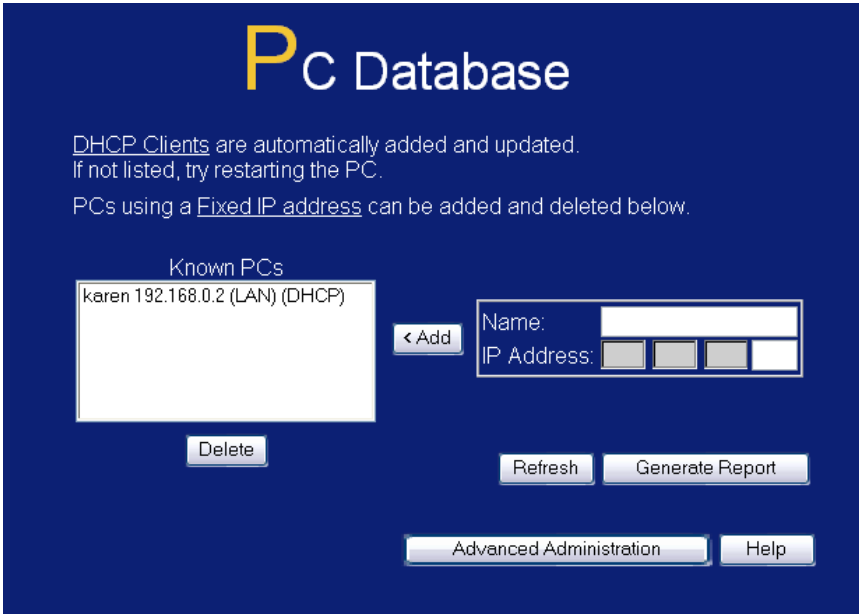 PC Database
DHCP Clients are automatically added and updated.
If not listed, try restarting the PC.
PCs using a Fixed IP address can be added and deleted below.
Known PCs
karen 192.168.0.2 (LAN) (DHCP)
< Add
Name:
IP Address:
Delete
Refresh
Generate Report
Advanced Administration
Help